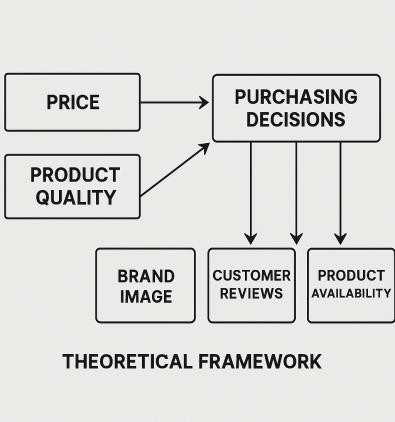 PRICE
PURCHASING
DECISIONS
PRODUCT
QUALITY
BRAND
IMAGE
CUSTOMER
REVIEWS
PRODUCT
AVAILABILITY
THEORETICAL FRAMEWORK